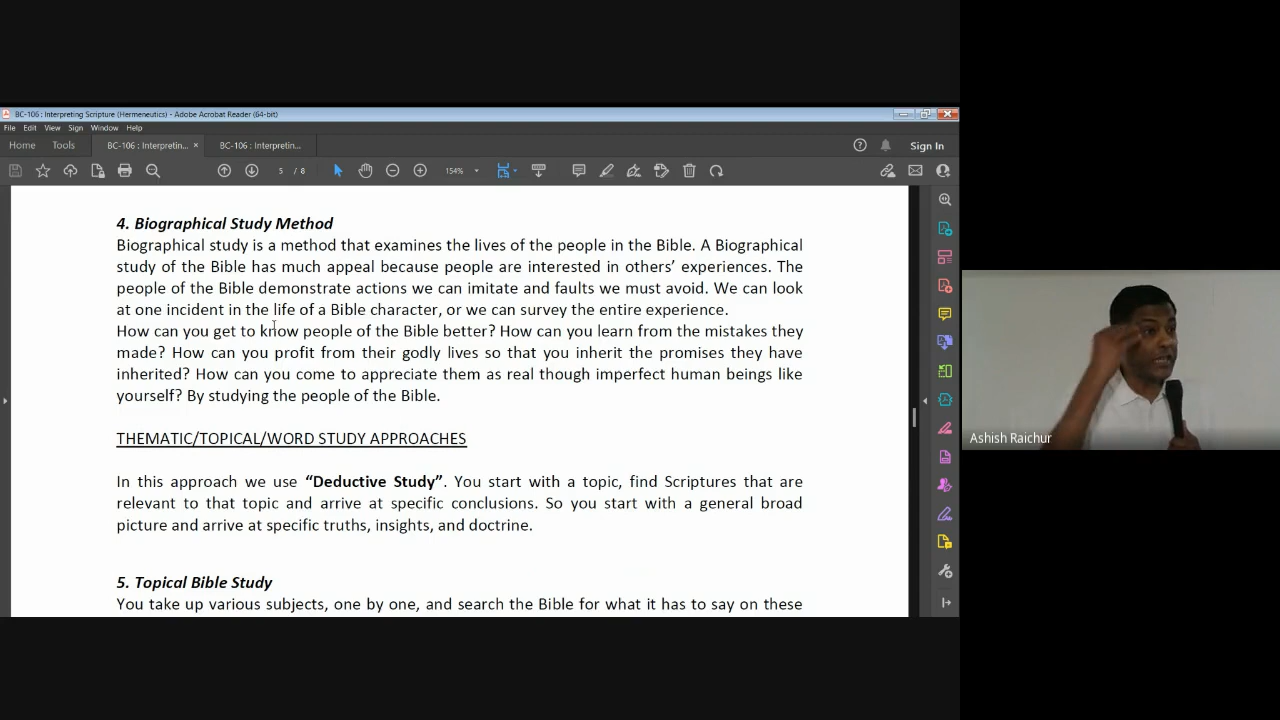 BC-106 : Interpreting Scripture (Hermeneutics) - Adobe Acrobat Reader (64-bit)
File Edit View Sign Window Help
Home Tools BC-106 : Interpretin... × BC-106 : Interpretin... Sign In
5 / 8 154%
4. Biographical Study Method
Biographical study is a method that examines the lives of the people in the Bible. A Biographical
study of the Bible has much appeal because people are interested in others’ experiences. The
people of the Bible demonstrate actions we can imitate and faults we must avoid. We can look
at one incident in the life of a Bible character, or we can survey the entire experience.
How can you get to know people of the Bible better? How can you learn from the mistakes they
made? How can you profit from their godly lives so that you inherit the promises they have
inherited? How can you come to appreciate them as real though imperfect human beings like
yourself? By studying the people of the Bible.
THEMATIC/TOPICAL/WORD STUDY APPROACHES
In this approach we use “Deductive Study”. You start with a topic, find Scriptures that are
relevant to that topic and arrive at specific conclusions. So you start with a general broad
picture and arrive at specific truths, insights, and doctrine.
5. Topical Bible Study
You take up various subjects, one by one, and search the Bible for what it has to say on these
Ashish Raichur